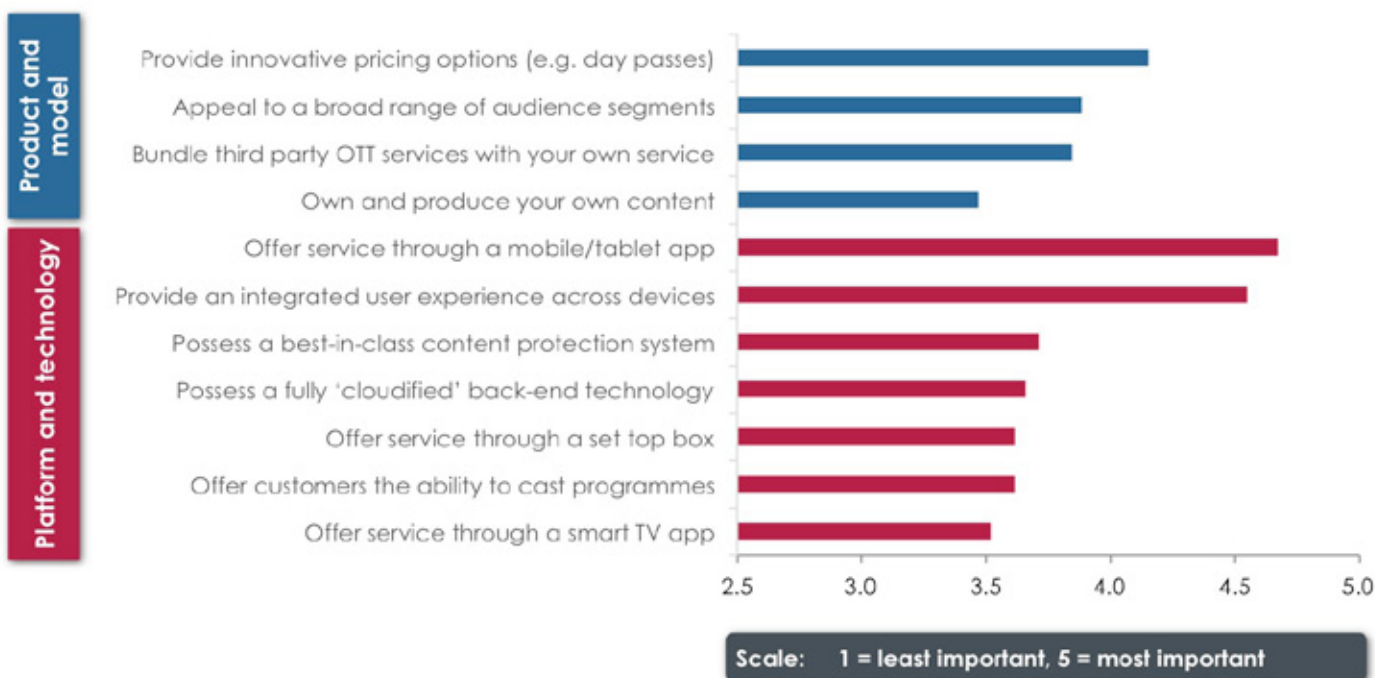 Product and
model
Provide innovative pricing options (e.g. day passes)
Appeal to a broad range of audience segments
Bundle third party OTT services with your own service
Own and produce your own content
Platform and technology
Offer service through a mobile/tablet app
Provide an integrated user experience across devices
Possess a best-in-class content protection system
Possess a fully ‘cloudified’ back-end technology
Offer service through a set top box
Offer customers the ability to cast programmes
Offer service through a smart TV app
2.5 3.0 3.5 4.0 4.5 5.0
Scale: 1 = least important, 5 = most important